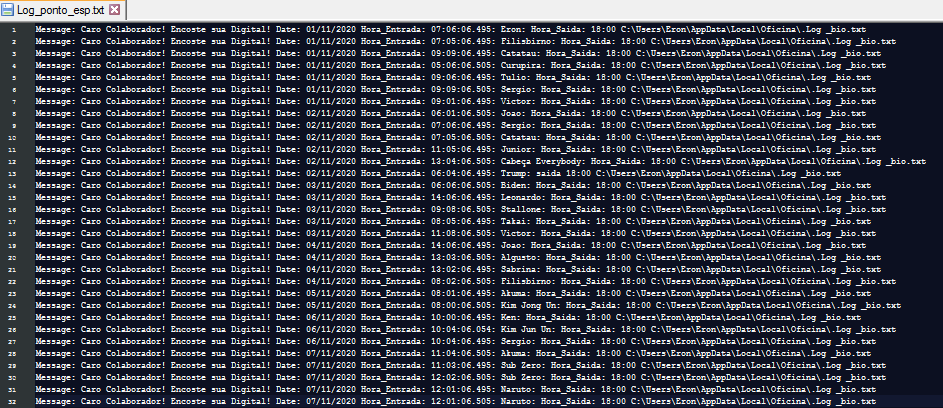 Log_ponto_esp.txt
1 Message: Caro Colaborador! Encoste sua Digital! Date: 01/11/2020 Hora_Entrada: 07:06:06.495: Eron: Hora_Saida: 18:00 C:\Users\Eron\AppData\Local\Oficina\.Log _bio.txt
2 Message: Caro Colaborador! Encoste sua Digital! Date: 01/11/2020 Hora_Entrada: 07:05:06.505: Filisbirno: Hora_Saida: 18:00 C:\Users\Eron\AppData\Local\Oficina\.Log _bio.txt
3 Message: Caro Colaborador! Encoste sua Digital! Date: 01/11/2020 Hora_Entrada: 09:09:06.495: Catatau: Hora_Saida: 18:00 C:\Users\Eron\AppData\Local\Oficina\.Log _bio.txt
4 Message: Caro Colaborador! Encoste sua Digital! Date: 01/11/2020 Hora_Entrada: 05:06:06.505: Curupira: Hora_Saida: 18:00 C:\Users\Eron\AppData\Local\Oficina\.Log _bio.txt
5 Message: Caro Colaborador! Encoste sua Digital! Date: 01/11/2020 Hora_Entrada: 09:07:06.495: Tulio: Hora_Saida: 18:00 C:\Users\Eron\AppData\Local\Oficina\.Log _bio.txt
6 Message: Caro Colaborador! Encoste sua Digital! Date: 01/11/2020 Hora_Entrada: 09:09:06.505: Sergio: Hora_Saida: 18:00 C:\Users\Eron\AppData\Local\Oficina\.Log _bio.txt
7 Message: Caro Colaborador! Encoste sua Digital! Date: 01/11/2020 Hora_Entrada: 09:01:06.495: Victor: Hora_Saida: 18:00 C:\Users\Eron\AppData\Local\Oficina\.Log _bio.txt
8 Message: Caro Colaborador! Encoste sua Digital! Date: 02/11/2020 Hora_Entrada: 06:01:06.505: Joao: Hora_Saida: 18:00 C:\Users\Eron\AppData\Local\Oficina\.Log _bio.txt
9 Message: Caro Colaborador! Encoste sua Digital! Date: 02/11/2020 Hora_Entrada: 07:06:06.495: Sergio: Hora_Saida: 18:00 C:\Users\Eron\AppData\Local\Oficina\.Log _bio.txt
10 Message: Caro Colaborador! Encoste sua Digital! Date: 02/11/2020 Hora_Entrada: 07:05:06.505: Catatau: Hora_Saida: 18:00 C:\Users\Eron\AppData\Local\Oficina\.Log _bio.txt
11 Message: Caro Colaborador! Encoste sua Digital! Date: 02/11/2020 Hora_Entrada: 11:05:06.495: Junior: Hora_Saida: 18:00 C:\Users\Eron\AppData\Local\Oficina\.Log _bio.txt
12 Message: Caro Colaborador! Encoste sua Digital! Date: 02/11/2020 Hora_Entrada: 13:04:06.505: Cabeça Everybody: Hora_Saida: 18:00 C:\Users\Eron\AppData\Local\Oficina\.Log _bio.txt
13 Message: Caro Colaborador! Encoste sua Digital! Date: 02/11/2020 Hora_Entrada: 06:04:06.495: Trump: saida 18:00 C:\Users\Eron\AppData\Local\Oficina\.Log _bio.txt
14 Message: Caro Colaborador! Encoste sua Digital! Date: 03/11/2020 Hora_Entrada: 06:06:06.505: Biden: Hora_Saida: 18:00 C:\Users\Eron\AppData\Local\Oficina\.Log _bio.txt
15 Message: Caro Colaborador! Encoste sua Digital! Date: 03/11/2020 Hora_Entrada: 14:06:06.495: Leonardo: Hora_Saida: 18:00 C:\Users\Eron\AppData\Local\Oficina\.Log _bio.txt
16 Message: Caro Colaborador! Encoste sua Digital! Date: 03/11/2020 Hora_Entrada: 09:08:06.505: Stallone: Hora_Saida: 18:00 C:\Users\Eron\AppData\Local\Oficina\.Log _bio.txt
17 Message: Caro Colaborador! Encoste sua Digital! Date: 03/11/2020 Hora_Entrada: 08:05:06.495: Takai: Hora_Saida: 18:00 C:\Users\Eron\AppData\Local\Oficina\.Log _bio.txt
18 Message: Caro Colaborador! Encoste sua Digital! Date: 03/11/2020 Hora_Entrada: 11:08:06.505: Victor: Hora_Saida: 18:00 C:\Users\Eron\AppData\Local\Oficina\.Log _bio.txt
19 Message: Caro Colaborador! Encoste sua Digital! Date: 04/11/2020 Hora_Entrada: 14:06:06.495: Joao: Hora_Saida: 18:00 C:\Users\Eron\AppData\Local\Oficina\.Log _bio.txt
20 Message: Caro Colaborador! Encoste sua Digital! Date: 04/11/2020 Hora_Entrada: 13:03:06.505: Algusto: Hora_Saida: 18:00 C:\Users\Eron\AppData\Local\Oficina\.Log _bio.txt
21 Message: Caro Colaborador! Encoste sua Digital! Date: 04/11/2020 Hora_Entrada: 13:02:06.495: Sabrina: Hora_Saida: 18:00 C:\Users\Eron\AppData\Local\Oficina\.Log _bio.txt
22 Message: Caro Colaborador! Encoste sua Digital! Date: 04/11/2020 Hora_Entrada: 08:02:06.505: Filisbirno: Hora_Saida: 18:00 C:\Users\Eron\AppData\Local\Oficina\.Log _bio.txt
23 Message: Caro Colaborador! Encoste sua Digital! Date: 05/11/2020 Hora_Entrada: 08:01:06.495: Akuma: Hora_Saida: 18:00 C:\Users\Eron\AppData\Local\Oficina\.Log _bio.txt
24 Message: Caro Colaborador! Encoste sua Digital! Date: 05/11/2020 Hora_Entrada: 08:00:06.505: Kim Jong Un: Hora_Saida: 18:00 C:\Users\Eron\AppData\Local\Oficina\.Log _bio.txt
25 Message: Caro Colaborador! Encoste sua Digital! Date: 06/11/2020 Hora_Entrada: 10:00:06.495: Ken: Hora_Saida: 18:00 C:\Users\Eron\AppData\Local\Oficina\.Log _bio.txt
26 Message: Caro Colaborador! Encoste sua Digital! Date: 06/11/2020 Hora_Entrada: 10:04:06.054: Kim Jun Un: Hora_Saida: 18:00 C:\Users\Eron\AppData\Local\Oficina\.Log _bio.txt
27 Message: Caro Colaborador! Encoste sua Digital! Date: 06/11/2020 Hora_Entrada: 10:04:06.495: Sergio: Hora_Saida: 18:00 C:\Users\Eron\AppData\Local\Oficina\.Log _bio.txt
28 Message: Caro Colaborador! Encoste sua Digital! Date: 07/11/2020 Hora_Entrada: 11:04:06.505: Akuma: Hora_Saida: 18:00 C:\Users\Eron\AppData\Local\Oficina\.Log _bio.txt
29 Message: Caro Colaborador! Encoste sua Digital! Date: 07/11/2020 Hora_Entrada: 11:03:06.495: Sub Zero: Hora_Saida: 18:00 C:\Users\Eron\AppData\Local\Oficina\.Log _bio.txt
30 Message: Caro Colaborador! Encoste sua Digital! Date: 07/11/2020 Hora_Entrada: 12:02:06.505: Sub Zero: Hora_Saida: 18:00 C:\Users\Eron\AppData\Local\Oficina\.Log _bio.txt
31 Message: Caro Colaborador! Encoste sua Digital! Date: 07/11/2020 Hora_Entrada: 12:01:06.495: Naruto: Hora_Saida: 18:00 C:\Users\Eron\AppData\Local\Oficina\.Log _bio.txt
32 Message: Caro Colaborador! Encoste sua Digital! Date: 07/11/2020 Hora_Entrada: 12:01:06.505: Naruto: Hora_Saida: 18:00 C:\Users\Eron\AppData\Local\Oficina\.Log _bio.txt